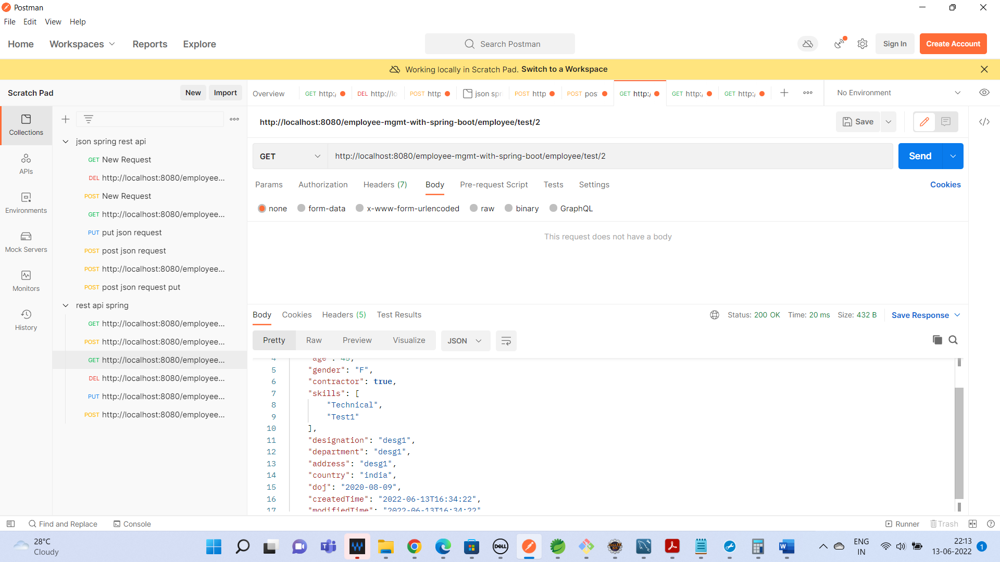 Postman
File Edit View Help
Home Workspaces Reports Explore
Search Postman
Sign In
Create Account
Working locally in Scratch Pad. Switch to a Workspace
Scratch Pad
New
Import
Overview
GET http:/
DEL http://lo
POST http
json spr
POST http
POST pos
GET http:/
GET http:/
GET http:/
No Environment
Collections
APIs
Environments
Mock Servers
Monitors
History
json spring rest api
GET New Request
DEL http://localhost:8080/employee...
POST New Request
GET http://localhost:8080/employee...
PUT put json request
POST post json request
POST http://localhost:8080/employee...
POST post json request put
rest api spring
GET http://localhost:8080/employee...
POST http://localhost:8080/employee...
GET http://localhost:8080/employee...
DEL http://localhost:8080/employee...
PUT http://localhost:8080/employee...
POST http://localhost:8080/employee...
http://localhost:8080/employee-mgmt-with-spring-boot/employee/test/2
Save
GET
http://localhost:8080/employee-mgmt-with-spring-boot/employee/test/2
Send
Params Authorization Headers (7) Body Pre-request Script Tests Settings
Cookies
none form-data x-www-form-urlencoded raw binary GraphQL
This request does not have a body
Body Cookies Headers (5) Test Results
Status: 200 OK Time: 20 ms Size: 432 B
Save Response
Pretty Raw Preview Visualize
JSON
4 "age": 45,
5 "gender": "F",
6 "contractor": true,
7 "skills": [
8 "Technical",
9 "Test1"
10 ],
11 "designation": "desg1",
12 "department": "desg1",
13 "address": "desg1",
14 "country": "india",
15 "doj": "2020-08-09",
16 "createdTime": "2022-06-13T16:34:22",
17 "modifiedTime": "2022-06-13T16:34:22"
Find and Replace
Console
Runner
Trash
28°C
Cloudy
DELL
ENG
IN
22:13
13-06-2022
1